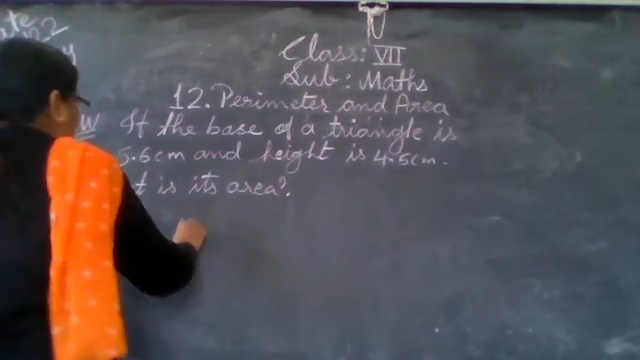 Class: VII
Sub: Maths
12. Perimeter and Area
W If the base of a triangle is
5.6cm and height is 4.5cm.
t is its area?